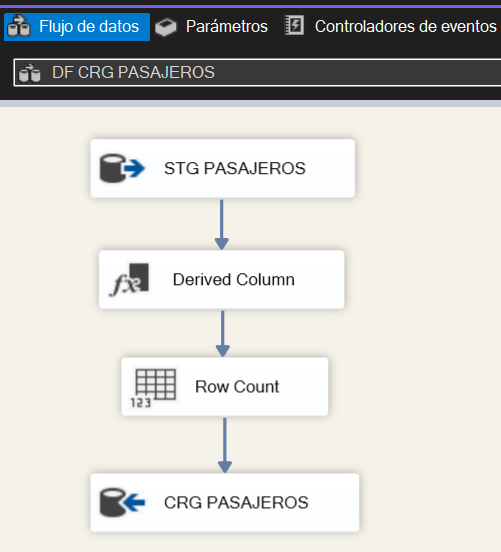 Flujo de datos Parámetros Controladores de eventos
DF CRG PASAJEROS
STG PASAJEROS
fx Derived Column
123 Row Count
CRG PASAJEROS